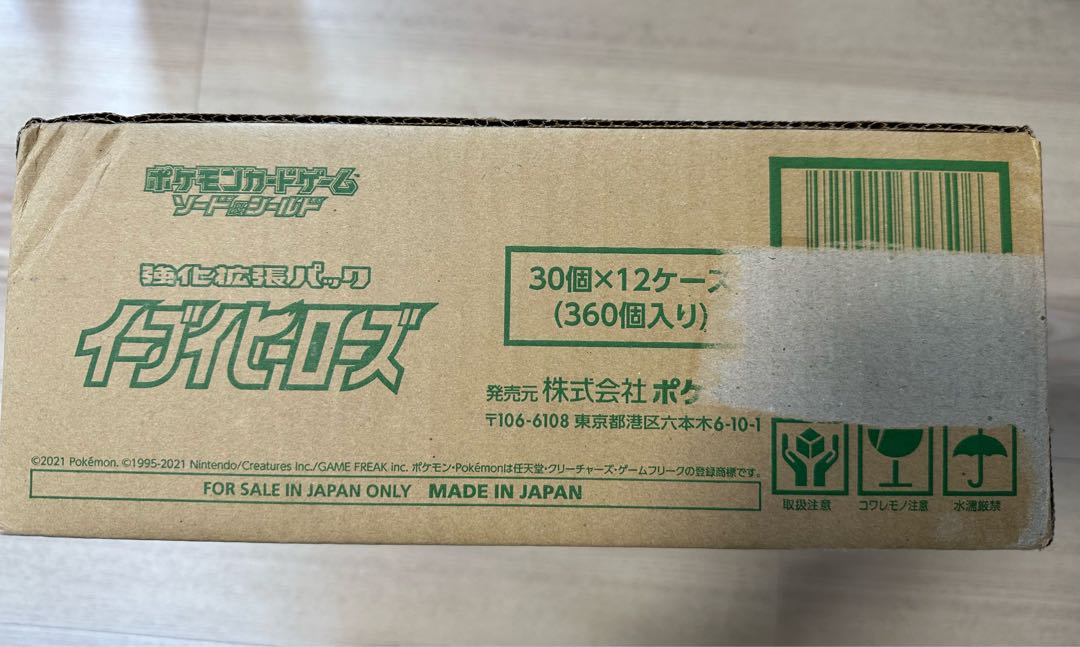 ポケモンカードゲーム
ソード&シールド
強化拡張パック
イーブイヒーローズ
30個×12ケース
(360個入り)
発売元 株式会社 ポケ
〒106-6108 東京都港区六本木6-10-1
©2021 Pokémon. ©1995-2021 Nintendo/Creatures Inc./GAME FREAK inc. ポケモン・Pokémonは任天堂・クリーチャーズ・ゲームフリークの登録商標です。
FOR SALE IN JAPAN ONLY MADE IN JAPAN
取扱注意 コワレモノ注意 水濡厳禁